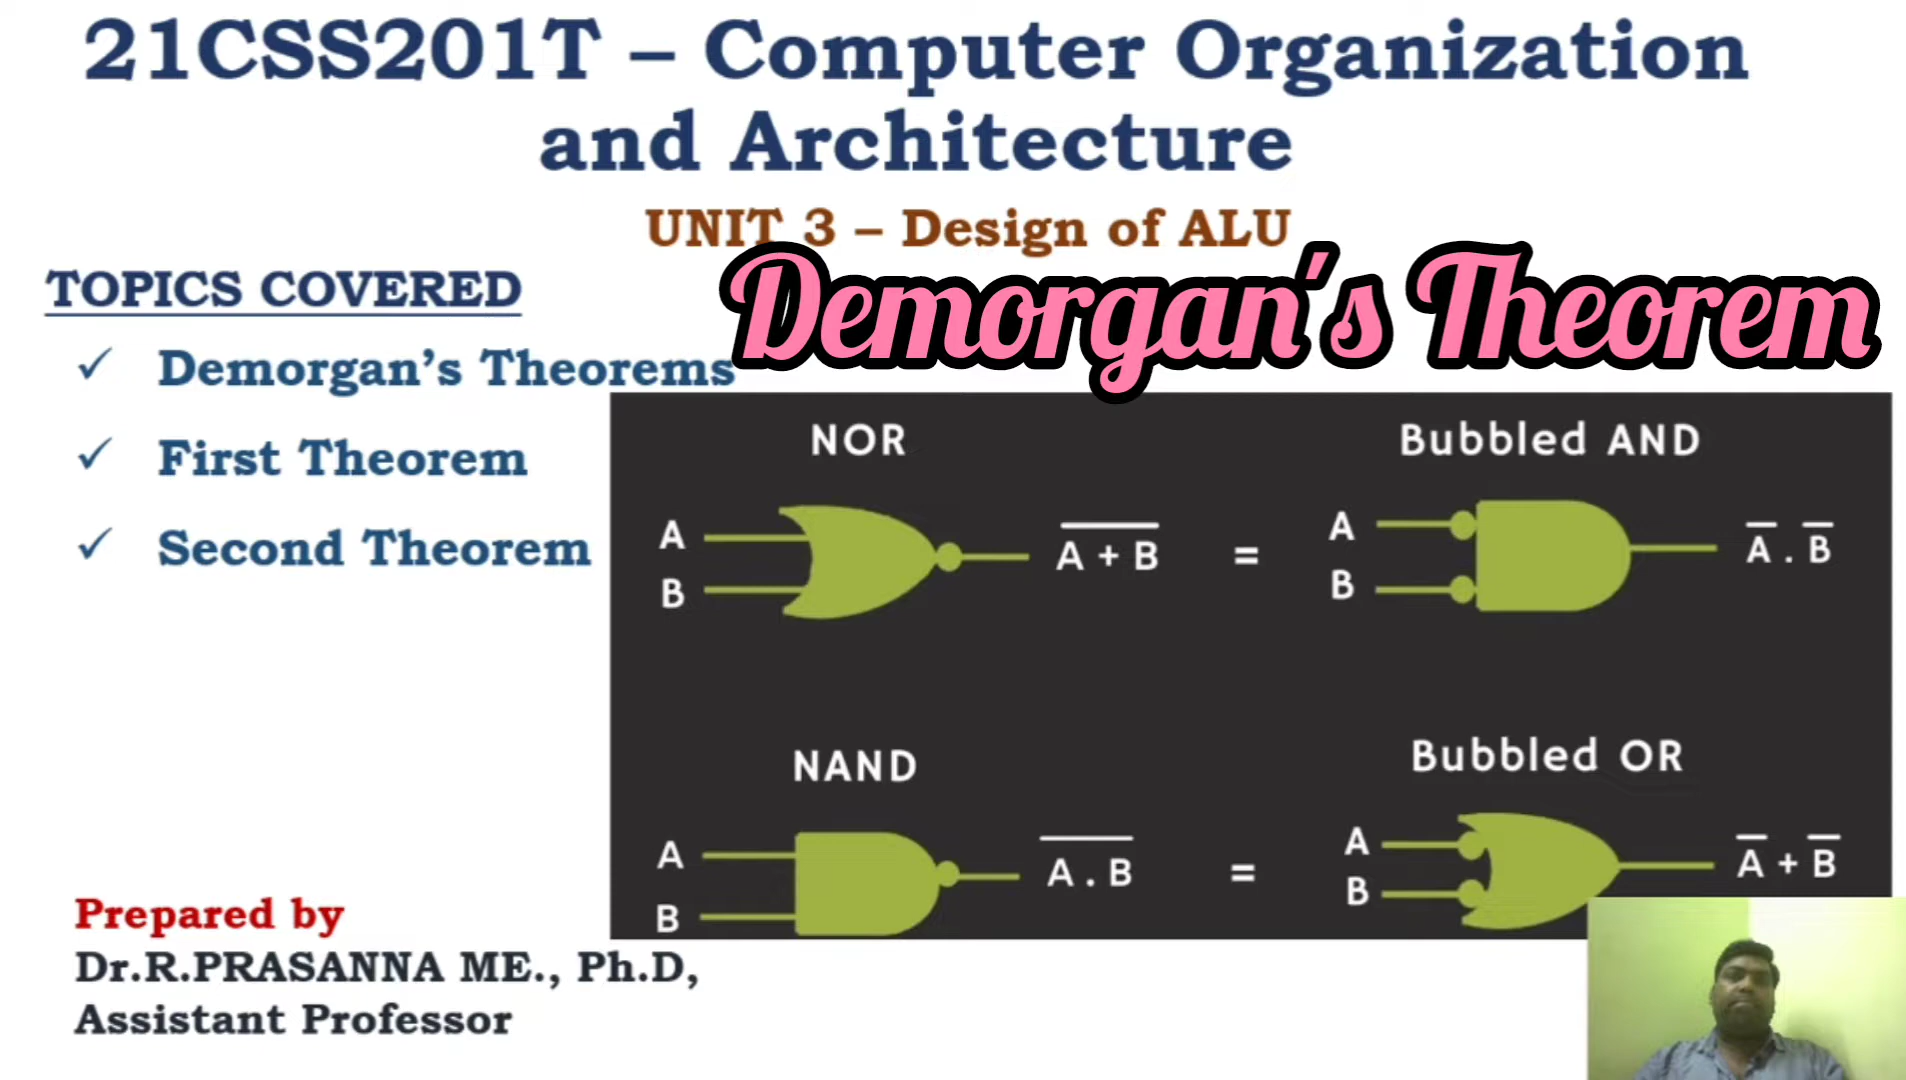 21CSS201T – Computer Organization
and Architecture
UNIT 3 – Design of ALU
Demorgan's Theorem
TOPICS COVERED
✓ Demorgan’s Theorems
✓ First Theorem
✓ Second Theorem
NOR
Bubbled AND
A
B
A̅ ̅+̅ ̅B̅
=
A
B
A̅ . B̅
NAND
Bubbled OR
A
B
A̅ ̅.̅ ̅B̅
=
A
B
A̅ + B̅
Prepared by
Dr.R.PRASANNA ME., Ph.D,
Assistant Professor